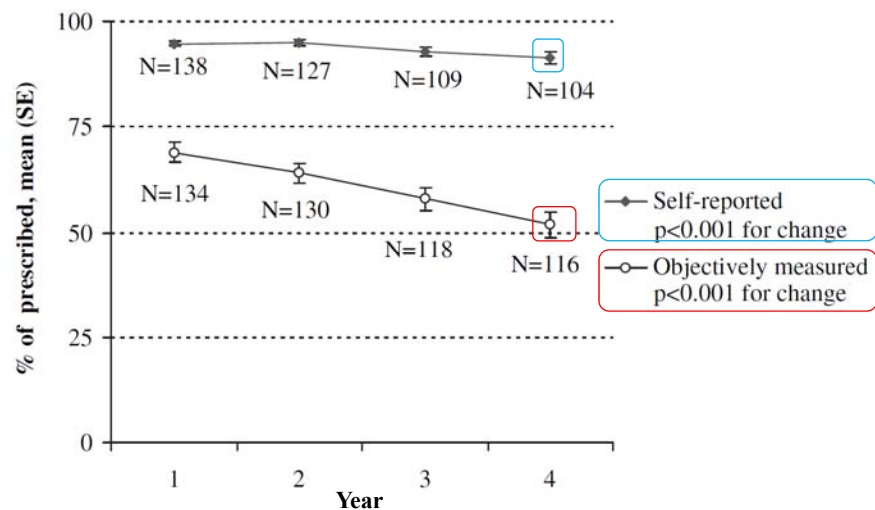 % of prescribed, mean (SE)
100
75
50
25
0
N=138
N=127
N=109
N=104
N=134
N=130
N=118
N=116
1
2
3
4
Year
Self-reported
p<0.001 for change
Objectively measured
p<0.001 for change